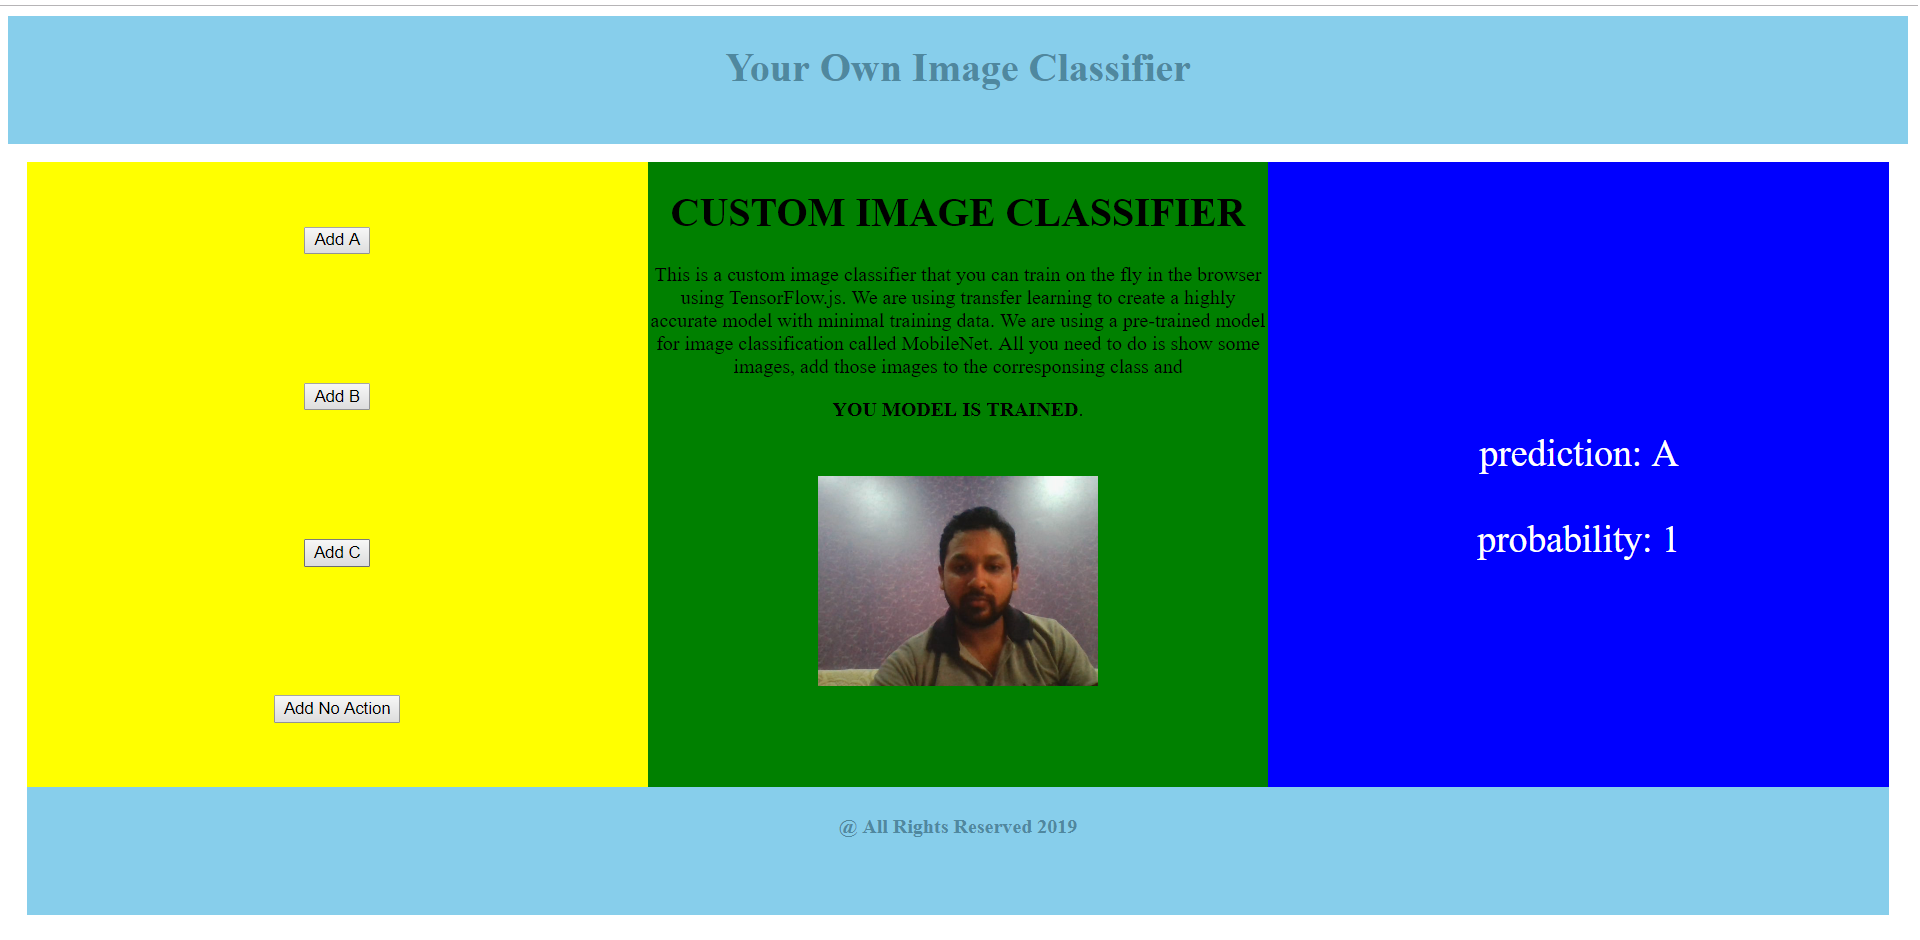 Your Own Image Classifier
Add A
Add B
Add C
Add No Action
CUSTOM IMAGE CLASSIFIER
This is a custom image classifier that you can train on the fly in the browser
using TensorFlow.js. We are using transfer learning to create a highly
accurate model with minimal training data. We are using a pre-trained model
for image classification called MobileNet. All you need to do is show some
images, add those images to the corresponsing class and
YOU MODEL IS TRAINED.
prediction: A
probability: 1
@ All Rights Reserved 2019